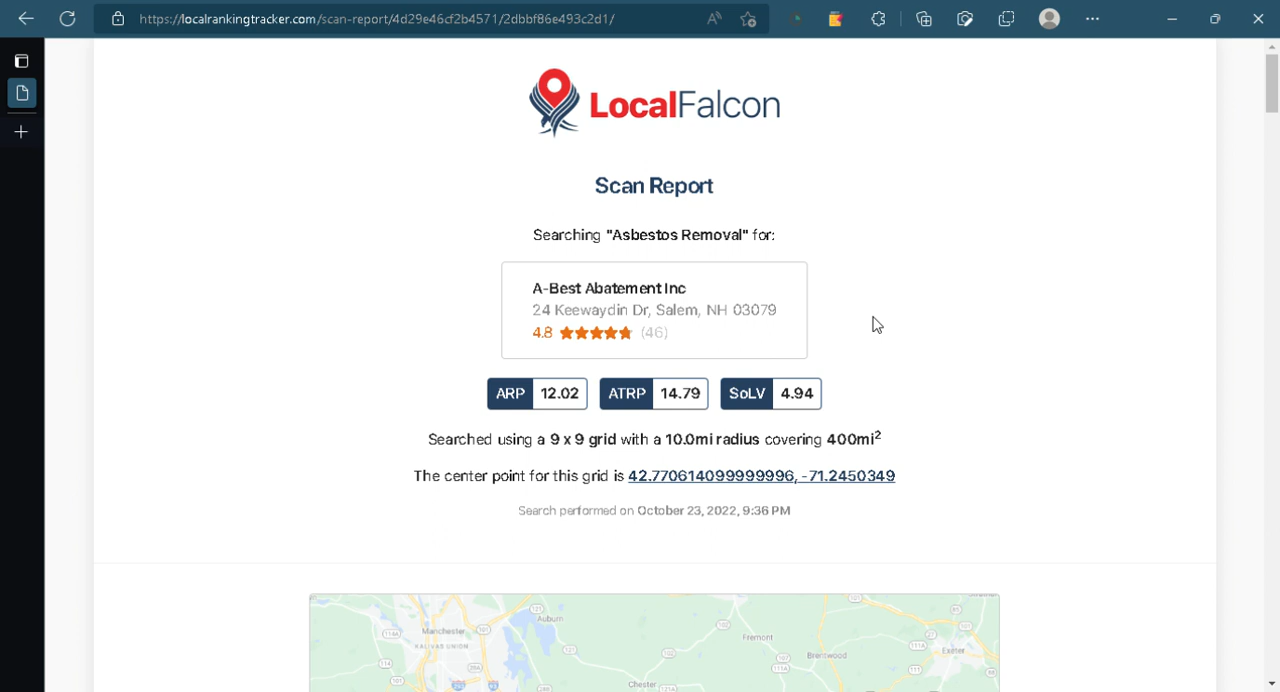 https://localrankingtracker.com/scan-report/4d29e46cf2b4571/2dbbf86e493c2d1/
LocalFalcon
Scan Report
Searching "Asbestos Removal" for:
A-Best Abatement Inc
24 Keewaydin Dr, Salem, NH 03079
4.8 (46)
ARP 12.02 ATRP 14.79 SoLV 4.94
Searched using a 9 x 9 grid with a 10.0mi radius covering 400mi²
The center point for this grid is 42.770614099999996, -71.2450349
Search performed on October 23, 2022, 9:36 PM
Auburn
Manchester
KALIVAS UNION
Fremont
Brentwood
Exeter
Chester